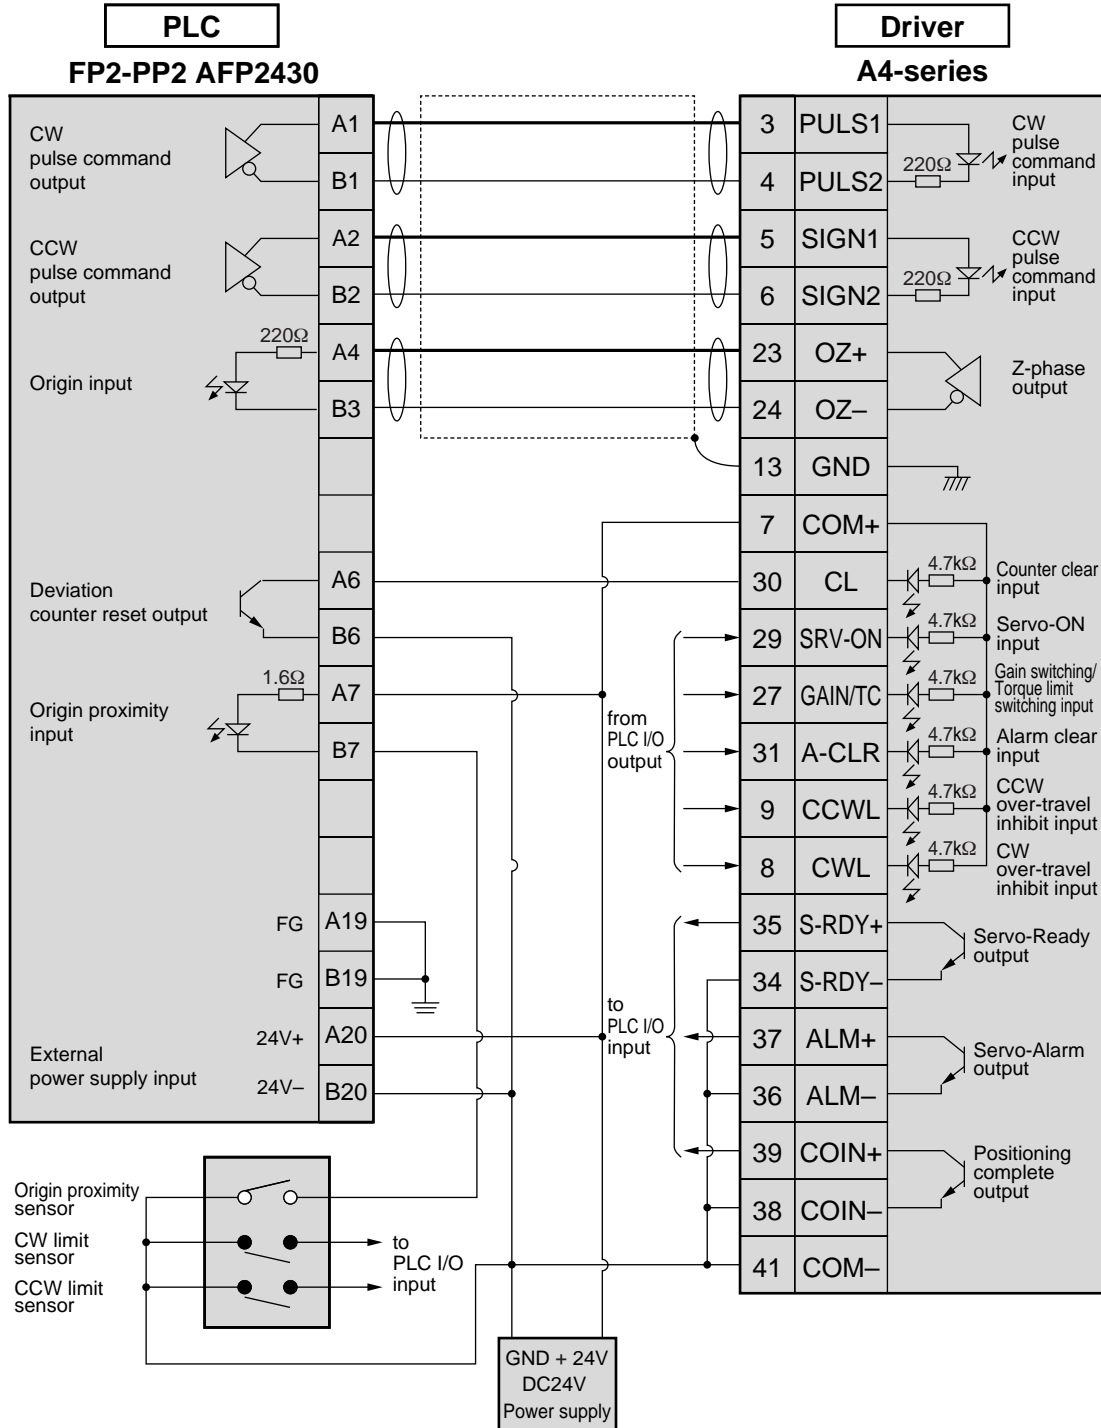 PLC
FP2-PP2 AFP2430
Driver
A4-series
CW
pulse command
output
A1
B1
CCW
pulse command
output
A2
B2
220Ω
Origin input
A4
B3
Deviation
counter reset output
A6
B6
1.6Ω
Origin proximity
input
A7
B7
FG
A19
FG
B19
External
power supply input
24V+
A20
24V–
B20
3
PULS1
4
PULS2
220Ω
CW
pulse
command
input
5
SIGN1
6
SIGN2
220Ω
CCW
pulse
command
input
23
OZ+
24
OZ–
Z-phase
output
13
GND
7
COM+
30
CL
4.7kΩ
Counter clear
input
29
SRV-ON
4.7kΩ
Servo-ON
input
27
GAIN/TC
4.7kΩ
Gain switching/
Torque limit
switching input
31
A-CLR
4.7kΩ
Alarm clear
input
9
CCWL
4.7kΩ
CCW
over-travel
inhibit input
8
CWL
4.7kΩ
CW
over-travel
inhibit input
from
PLC I/O
output
35
S-RDY+
34
S-RDY–
Servo-Ready
output
37
ALM+
36
ALM–
Servo-Alarm
output
39
COIN+
38
COIN–
Positioning
complete
output
41
COM–
to
PLC I/O
input
Origin proximity
sensor
CW limit
sensor
CCW limit
sensor
to
PLC I/O
input
GND + 24V
DC24V
Power supply